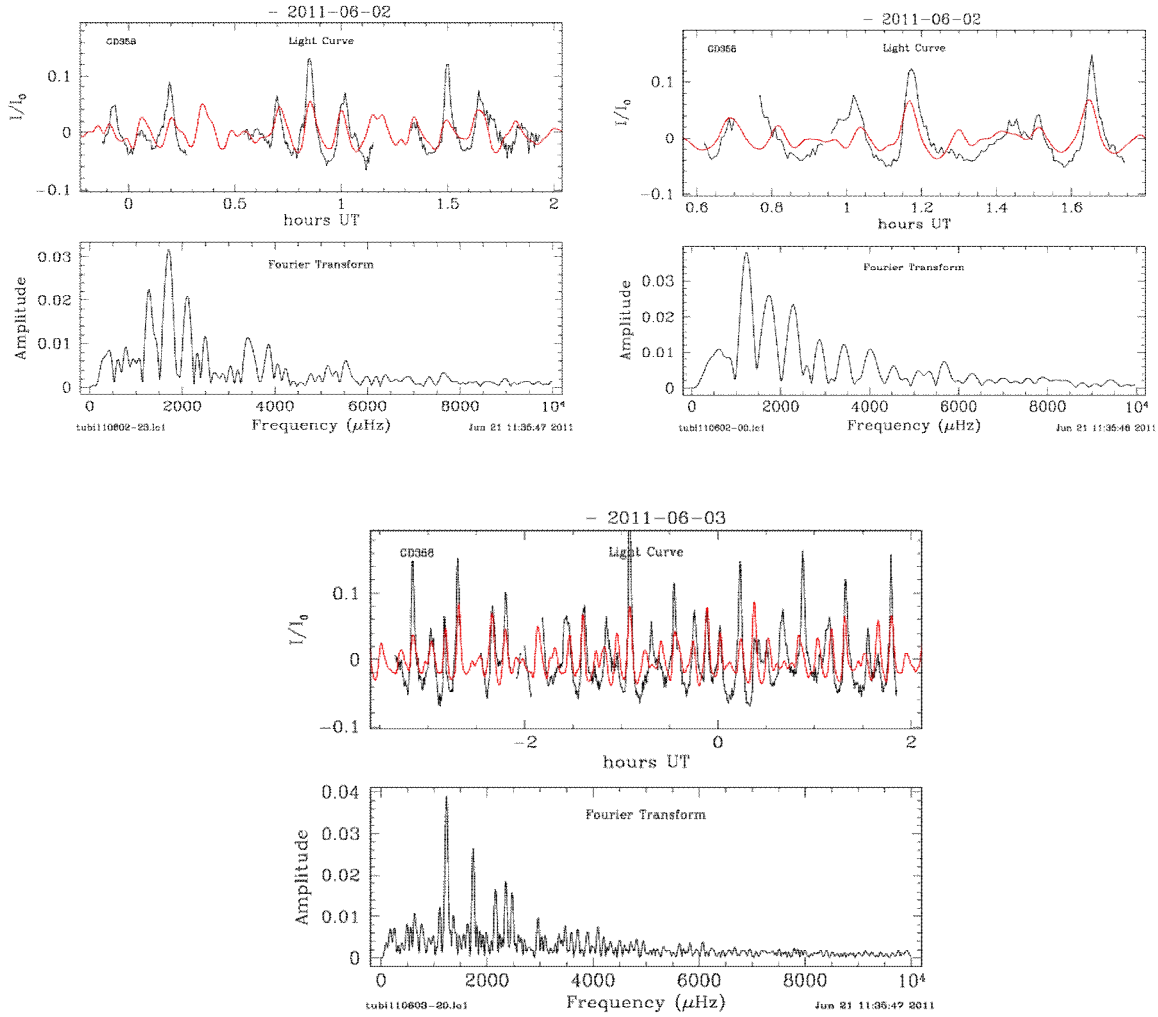 - 2011-06-02
GD358
Light Curve
I/I0
0.1
0
-0.1
0
0.5
1
1.5
2
hours UT
Fourier Transform
Amplitude
0.03
0.02
0.01
0
0
2000
4000
6000
8000
10⁴
tubi110602-23.lc1
Frequency (μHz)
Jun 21 11:35:47 2011
- 2011-06-02
GD358
Light Curve
I/I0
0.1
0
-0.1
0.6
0.8
1
1.2
1.4
1.6
hours UT
Fourier Transform
Amplitude
0.03
0.02
0.01
0
0
2000
4000
6000
8000
10⁴
tubi110602-00.lc1
Frequency (μHz)
Jun 21 11:35:46 2011
- 2011-06-03
GD358
Light Curve
I/I0
0.1
0
-0.1
-2
0
2
hours UT
Fourier Transform
Amplitude
0.04
0.03
0.02
0.01
0
0
2000
4000
6000
8000
10⁴
tubi110603-20.lc1
Frequency (μHz)
Jun 21 11:35:47 2011